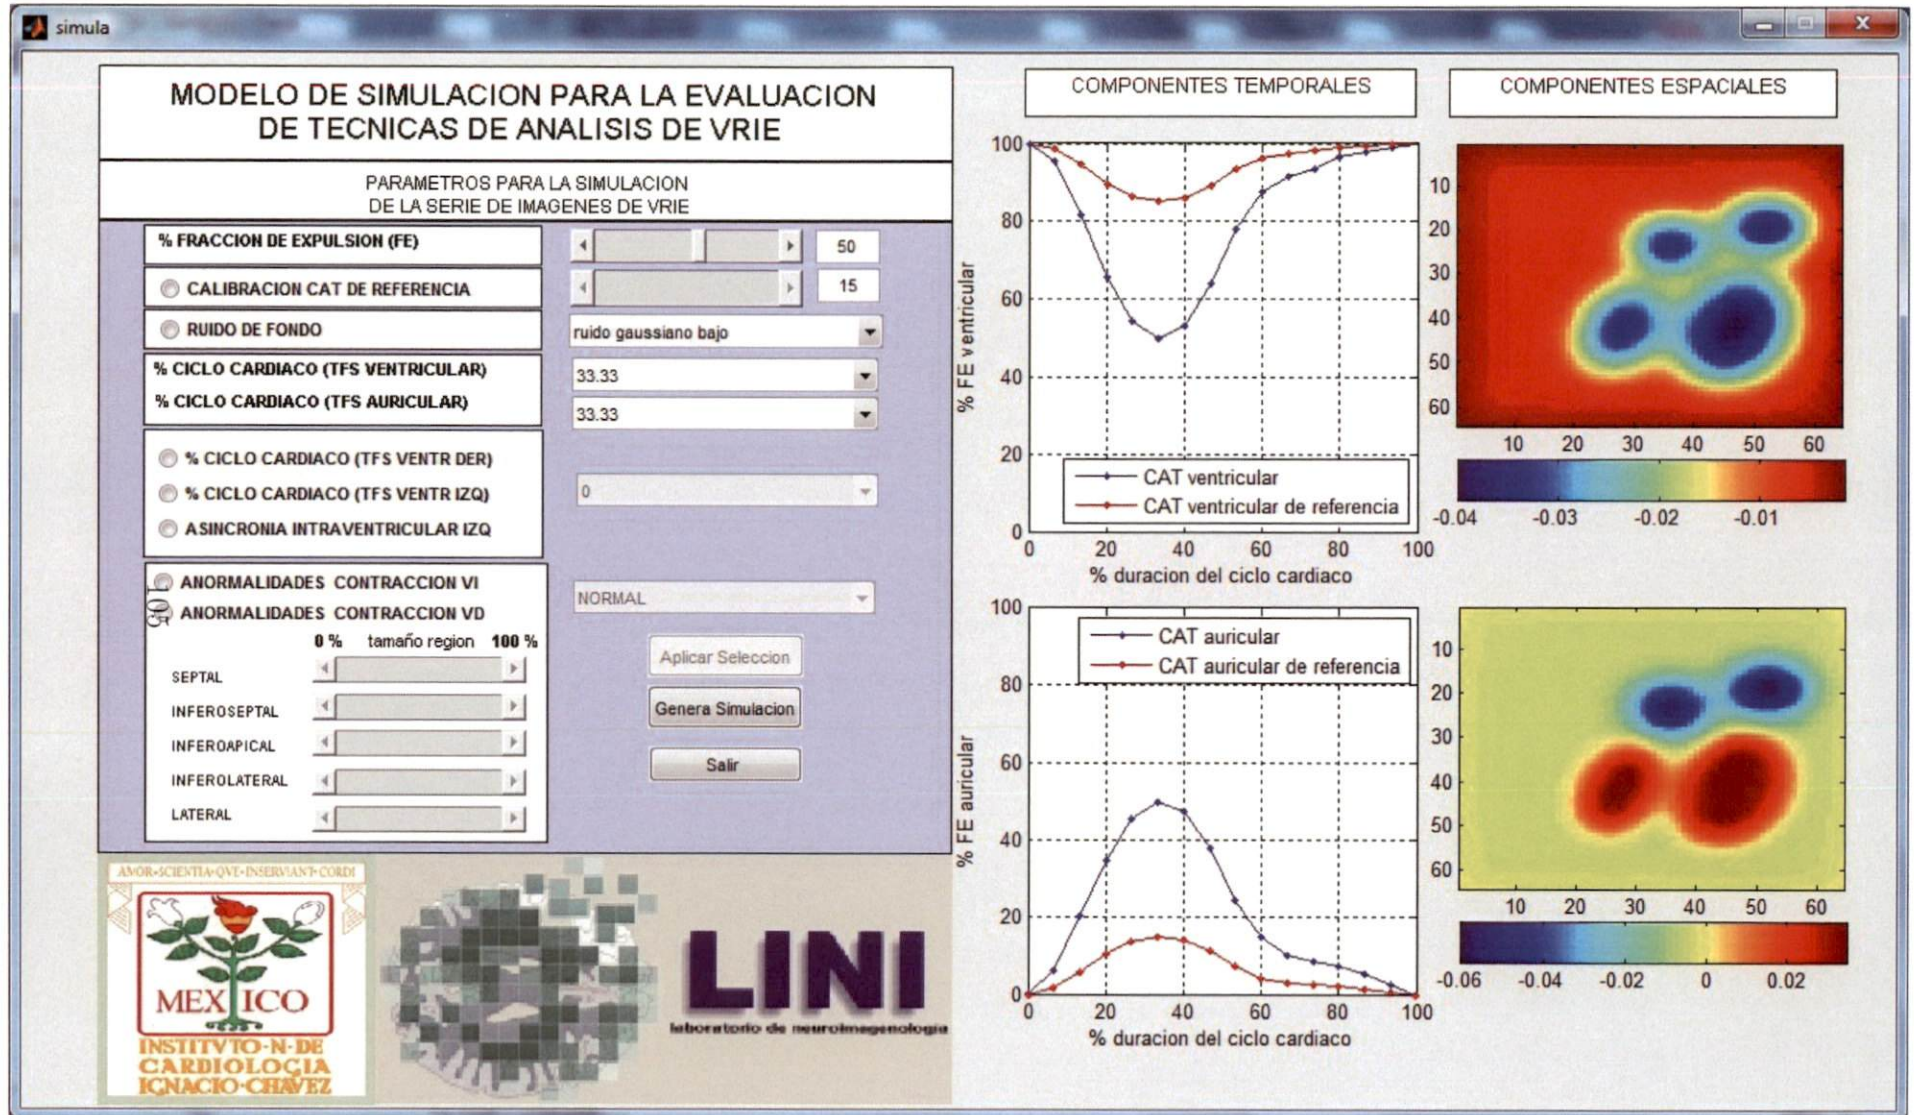 simula
MODELO DE SIMULACION PARA LA EVALUACION
DE TECNICAS DE ANALISIS DE VRIE
PARAMETROS PARA LA SIMULACION
DE LA SERIE DE IMAGENES DE VRIE
% FRACCION DE EXPULSION (FE)
50
CALIBRACION CAT DE REFERENCIA
15
RUIDO DE FONDO
ruido gaussiano bajo
% CICLO CARDIACO (TFS VENTRICULAR)
33.33
% CICLO CARDIACO (TFS AURICULAR)
33.33
% CICLO CARDIACO (TFS VENTR DER)
% CICLO CARDIACO (TFS VENTR IZQ)
0
ASINCRONIA INTRAVENTRICULAR IZQ
ANORMALIDADES CONTRACCION VI
ANORMALIDADES CONTRACCION VD
NORMAL
0 % tamaño region 100 %
SEPTAL
INFEROSEPTAL
INFEROAPICAL
INFEROLATERAL
LATERAL
Aplicar Seleccion
Genera Simulacion
Salir
AMOR•SCIENTIA•QVE•INSERVIANT•CORDI
MEXICO
INSTITVTO•N•DE
CARDIOLOGIA
IGNACIO•CHAVEZ
LINI
laboratorio de neuroimagenologia
COMPONENTES TEMPORALES
100
80
60
40
20
0
% FE ventricular
CAT ventricular
CAT ventricular de referencia
0 20 40 60 80 100
% duracion del ciclo cardiaco
100
80
60
40
20
0
% FE auricular
CAT auricular
CAT auricular de referencia
0 20 40 60 80 100
% duracion del ciclo cardiaco
COMPONENTES ESPACIALES
10
20
30
40
50
60
10 20 30 40 50 60
-0.04 -0.03 -0.02 -0.01
10
20
30
40
50
60
10 20 30 40 50 60
-0.06 -0.04 -0.02 0 0.02